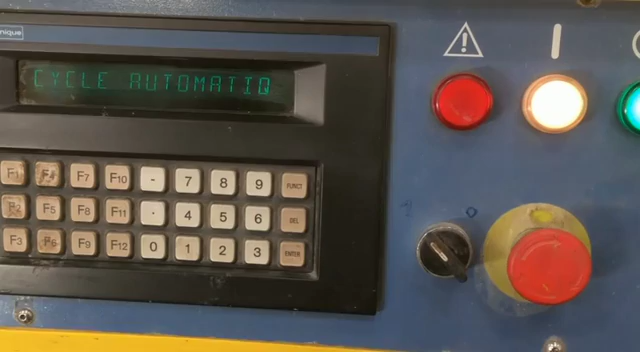 nique
CYCLE AUTOMATIQ
F1 F4 F7 F10 - 7 8 9 FUNCT
F2 F5 F8 F11 . 4 5 6 DEL
F3 F6 F9 F12 0 1 2 3 ENTER